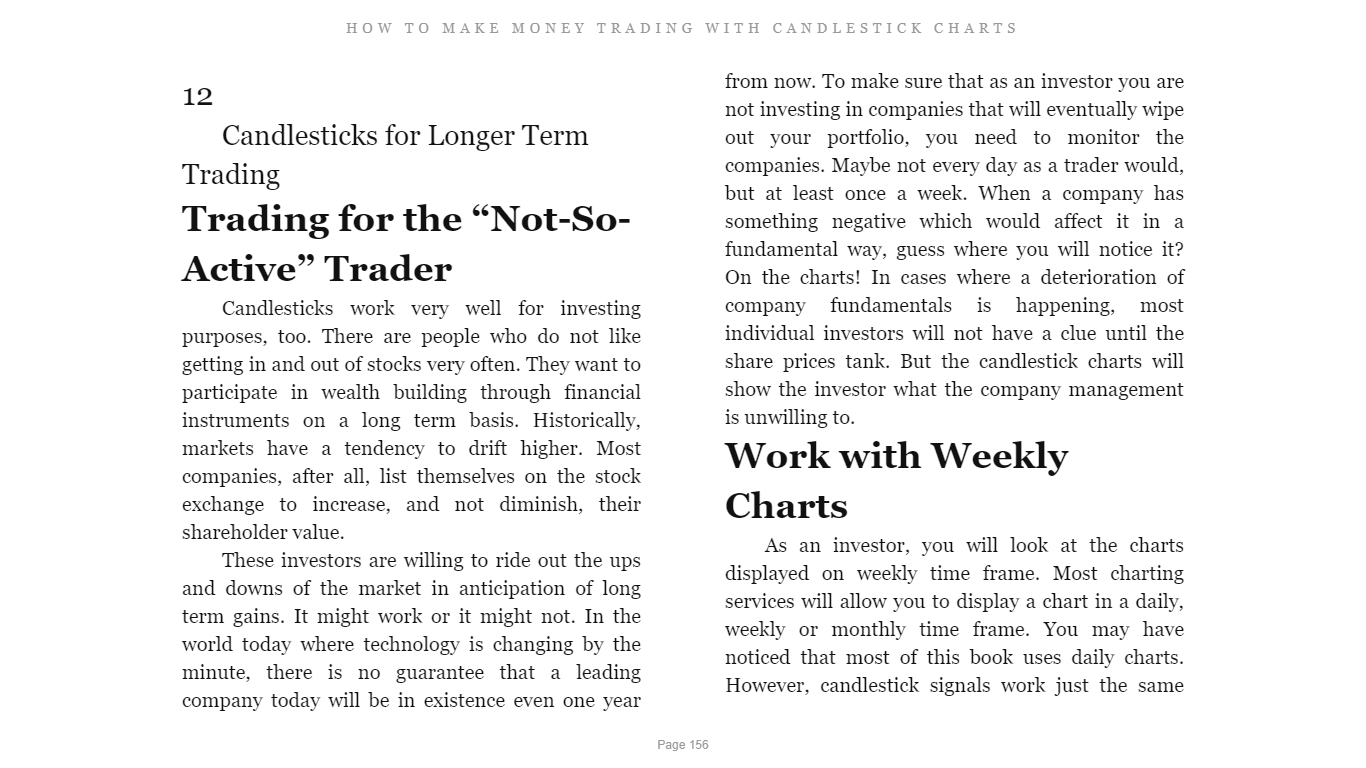 HOW TO MAKE MONEY TRADING WITH CANDLESTICK CHARTS
12
Candlesticks for Longer Term
Trading
Trading for the “Not-So-
Active” Trader
Candlesticks work very well for investing
purposes, too. There are people who do not like
getting in and out of stocks very often. They want to
participate in wealth building through financial
instruments on a long term basis. Historically,
markets have a tendency to drift higher. Most
companies, after all, list themselves on the stock
exchange to increase, and not diminish, their
shareholder value.
These investors are willing to ride out the ups
and downs of the market in anticipation of long
term gains. It might work or it might not. In the
world today where technology is changing by the
minute, there is no guarantee that a leading
company today will be in existence even one year
from now. To make sure that as an investor you are
not investing in companies that will eventually wipe
out your portfolio, you need to monitor the
companies. Maybe not every day as a trader would,
but at least once a week. When a company has
something negative which would affect it in a
fundamental way, guess where you will notice it?
On the charts! In cases where a deterioration of
company fundamentals is happening, most
individual investors will not have a clue until the
share prices tank. But the candlestick charts will
show the investor what the company management
is unwilling to.
Work with Weekly
Charts
As an investor, you will look at the charts
displayed on weekly time frame. Most charting
services will allow you to display a chart in a daily,
weekly or monthly time frame. You may have
noticed that most of this book uses daily charts.
However, candlestick signals work just the same
Page 156